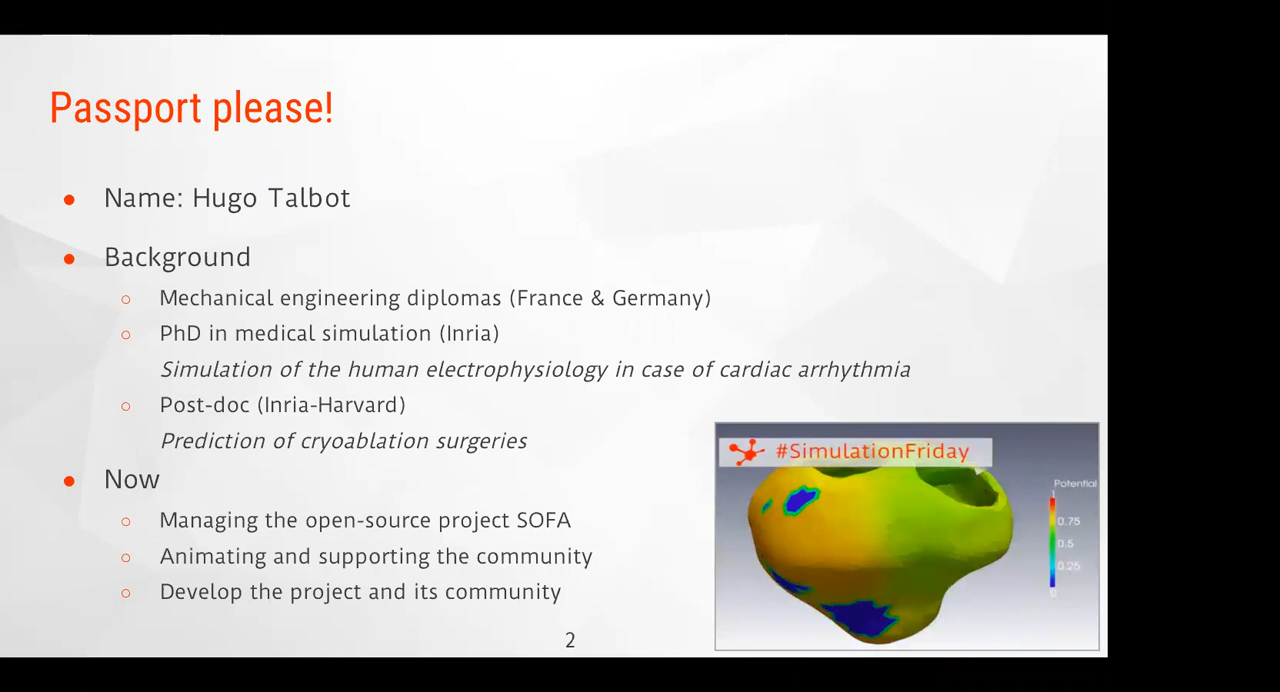 Passport please!
● Name: Hugo Talbot
● Background
○ Mechanical engineering diplomas (France & Germany)
○ PhD in medical simulation (Inria)
Simulation of the human electrophysiology in case of cardiac arrhythmia
○ Post-doc (Inria-Harvard)
Prediction of cryoablation surgeries
● Now
○ Managing the open-source project SOFA
○ Animating and supporting the community
○ Develop the project and its community
#SimulationFriday
Potential
1
0.75
0.5
0.25
0
2